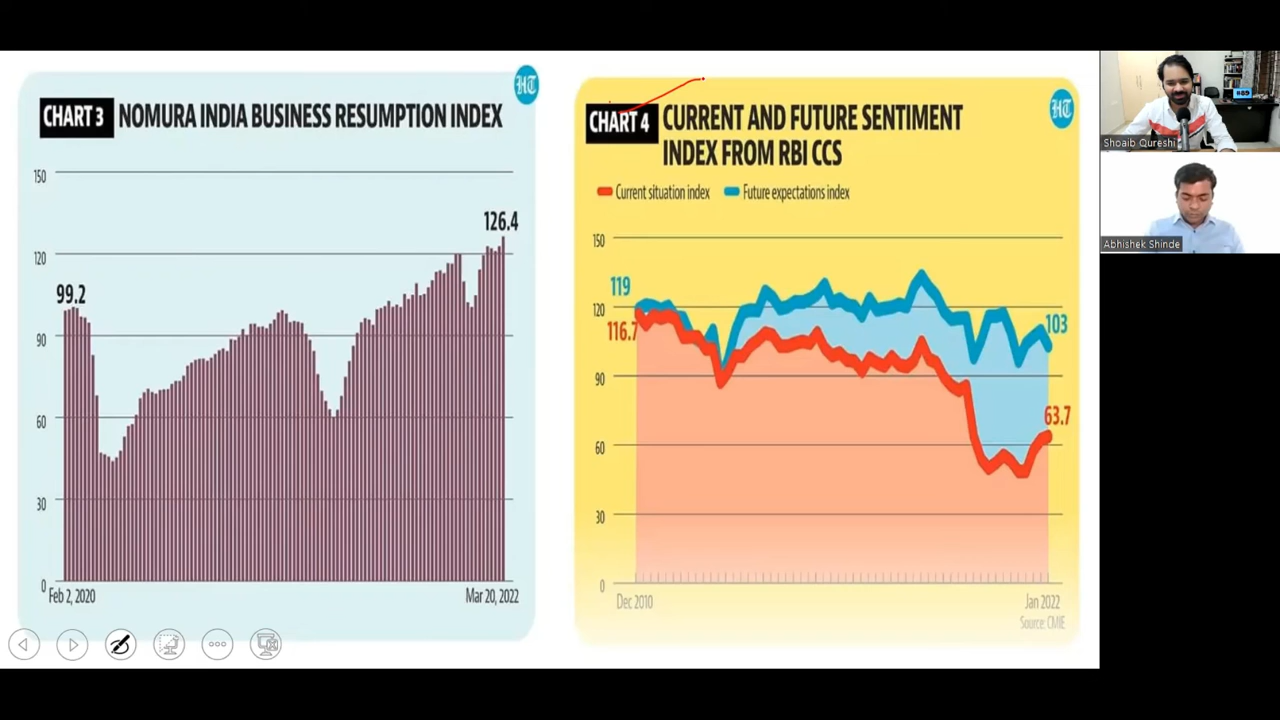 HT
CHART 3 NOMURA INDIA BUSINESS RESUMPTION INDEX
150
126.4
120
99.2
90
60
30
0
Feb 2, 2020 Mar 20, 2022
HT
CHART 4 CURRENT AND FUTURE SENTIMENT
INDEX FROM RBI CCS
Current situation index Future expectations index
150
119
120
116.7
103
90
63.7
60
30
0
Dec 2010 Jan 2022
Source: CMIE
Shoaib Qureshi
Abhishek Shinde